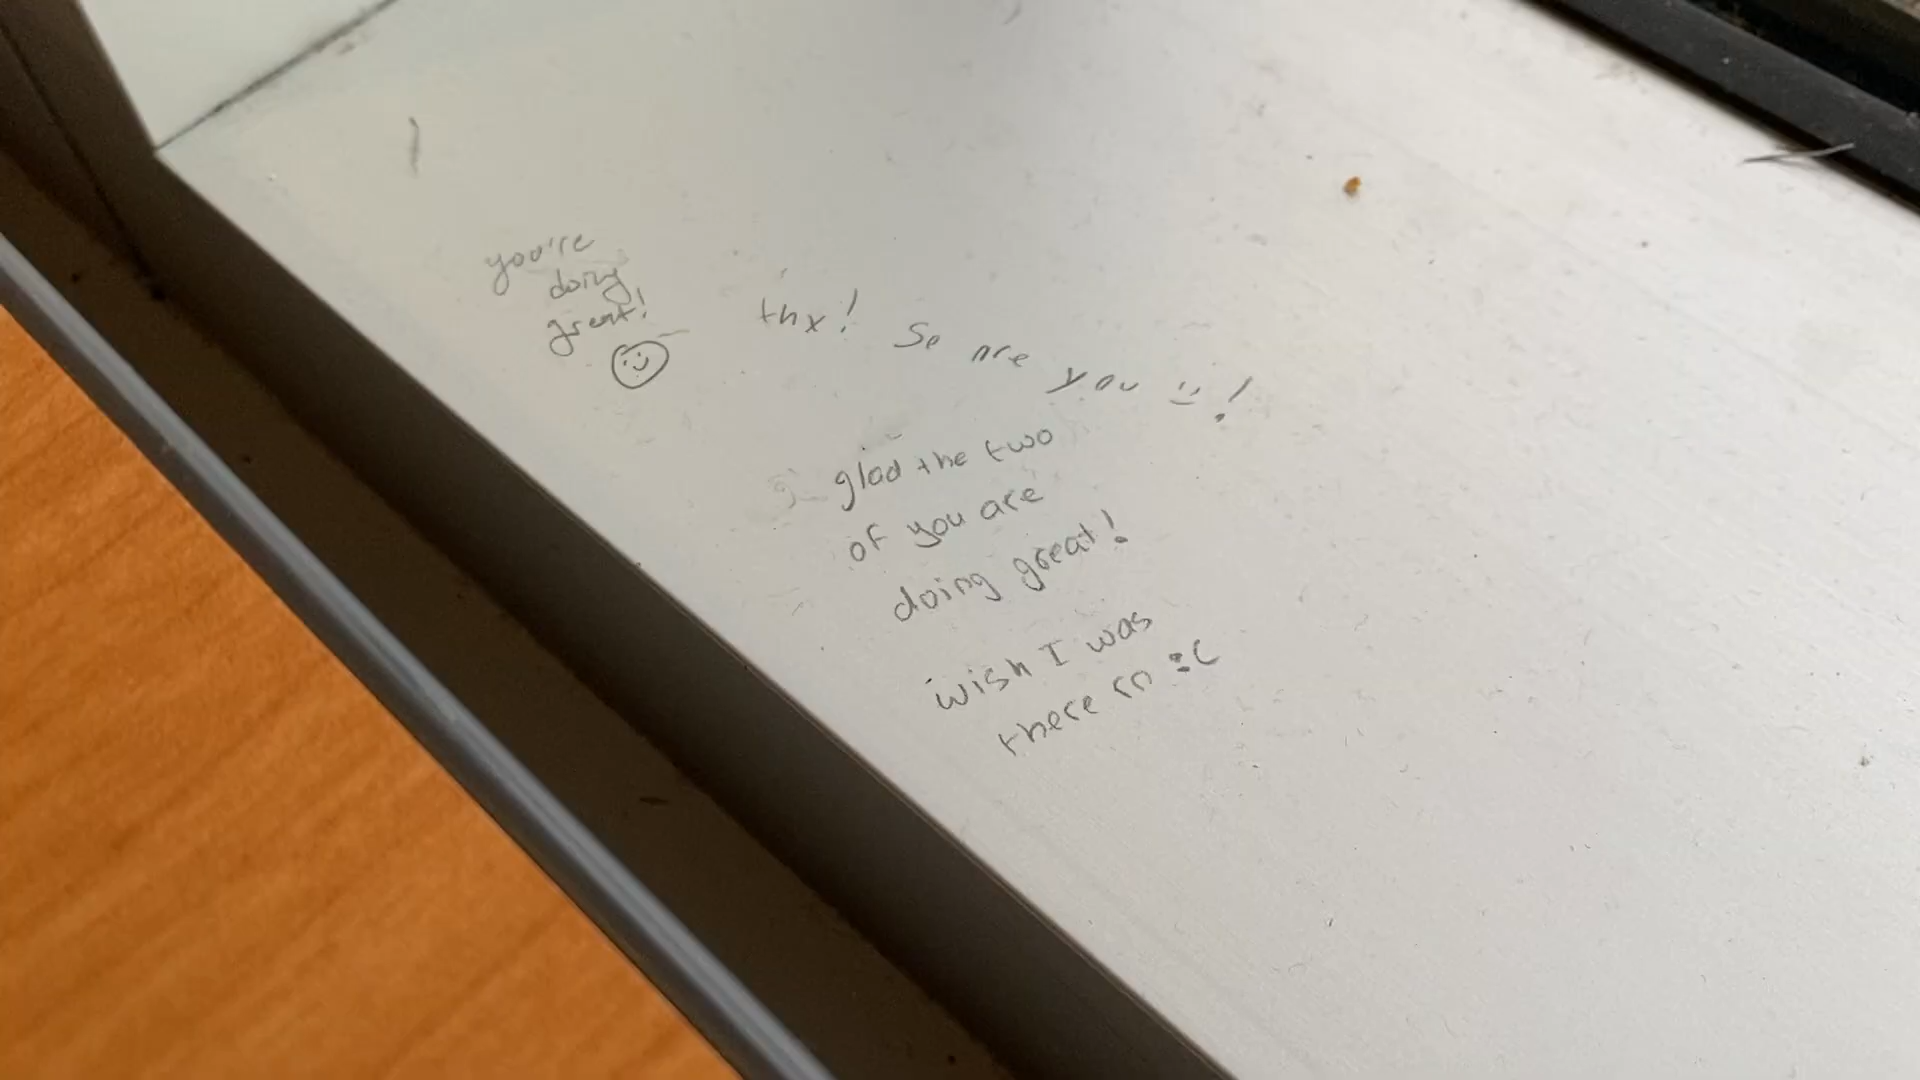 you're
doing
great!
thx! So are you !
glad the two
of you are
doing great!
wish I was
there rn :(